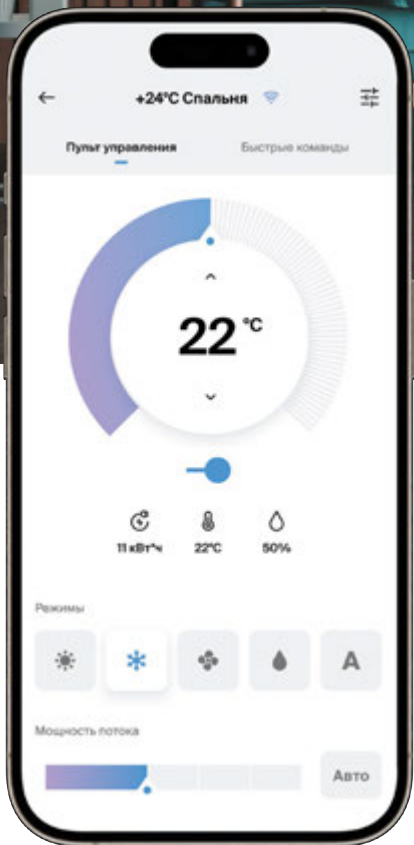 +24°C Спальня
Пульт управления Быстрые команды
22 °C
11 кВт*ч 22°C 50%
Режимы
A
Мощность потока
Авто